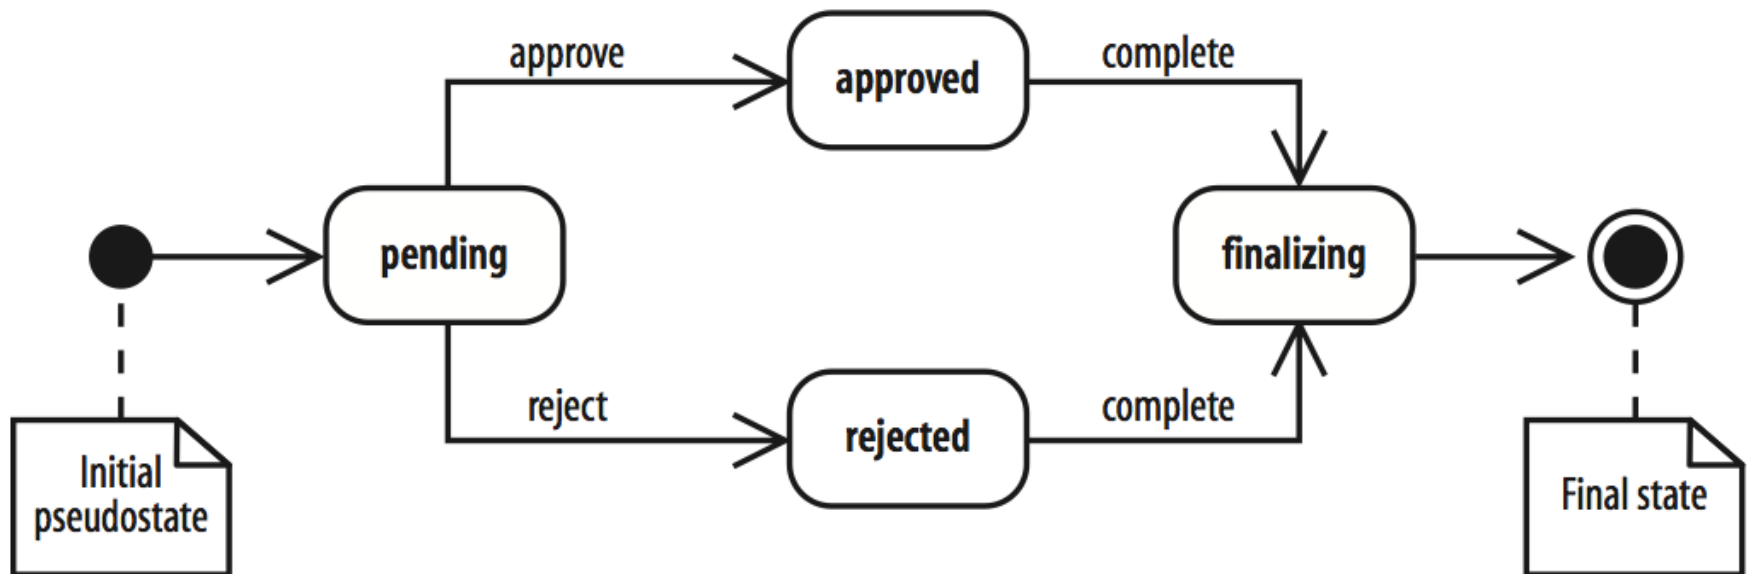 approve
approved
complete
pending
finalizing
reject
rejected
complete
Initial
pseudostate
Final state